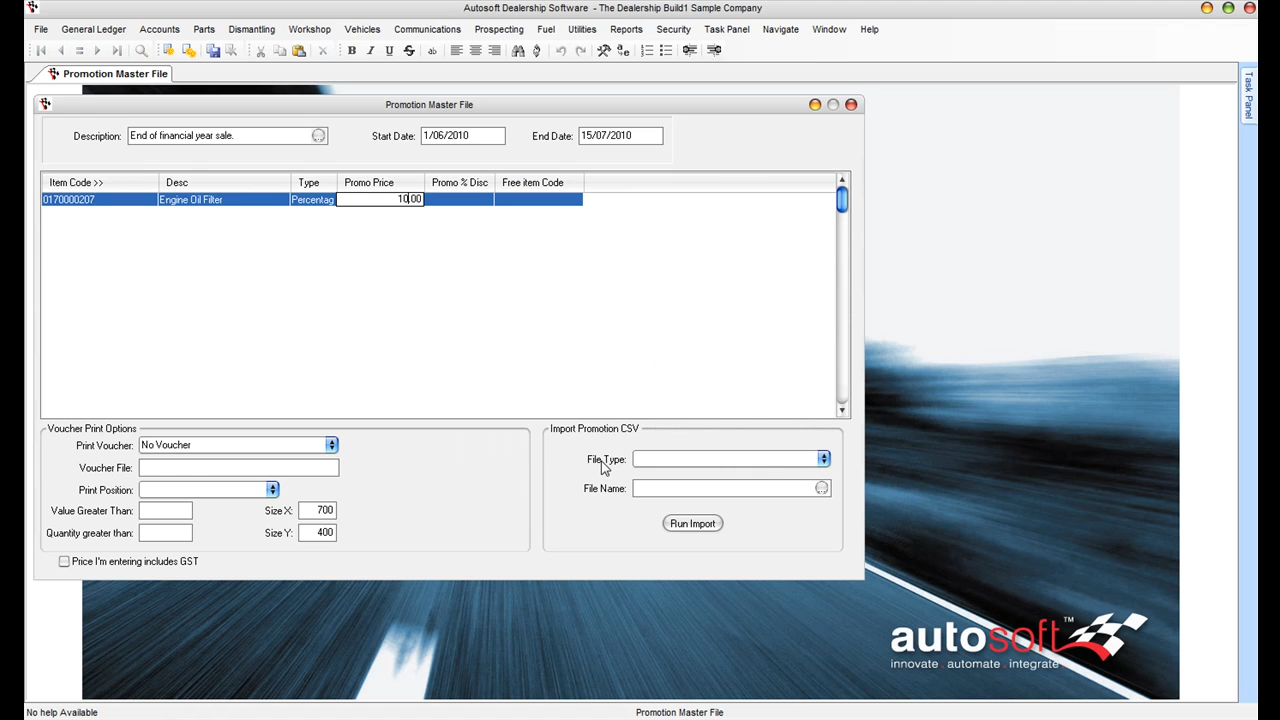 Autosoft Dealership Software - The Dealership Build1 Sample Company
File General Ledger Accounts Parts Dismantling Workshop Vehicles Communications Prospecting Fuel Utilities Reports Security Task Panel Navigate Window Help
B I U S ab
Promotion Master File
Task Panel
Promotion Master File
Description: End of financial year sale. Start Date: 1/06/2010 End Date: 15/07/2010
Item Code >> Desc Type Promo Price Promo % Disc Free item Code
0170000207 Engine Oil Filter Percentag 10.00
Voucher Print Options
Print Voucher: No Voucher
Voucher File:
Print Position:
Value Greater Than: Size X: 700
Quantity greater than: Size Y: 400
Import Promotion CSV
File Type:
File Name:
Run Import
Price I'm entering includes GST
autosoft™
innovate . automate . integrate
No help Available Promotion Master File